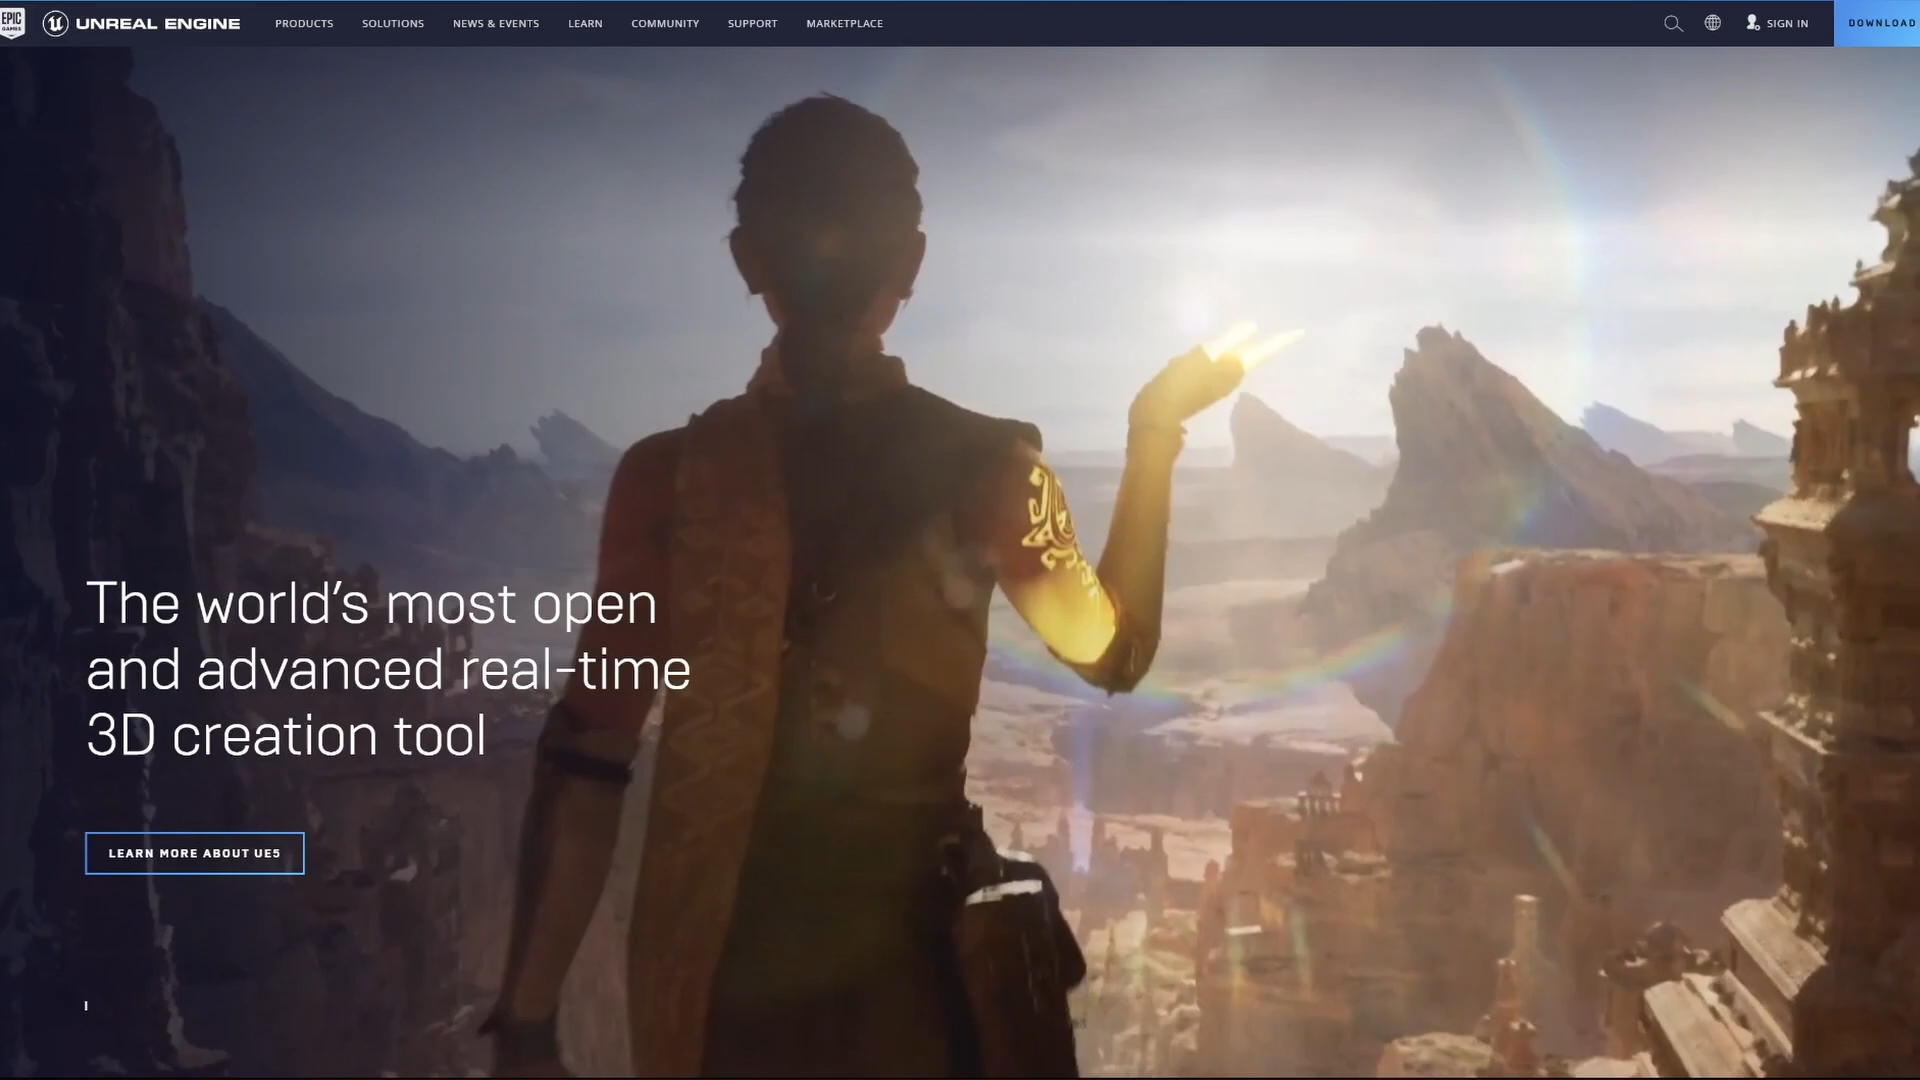 EPIC
GAMES
UNREAL ENGINE
PRODUCTS
SOLUTIONS
NEWS & EVENTS
LEARN
COMMUNITY
SUPPORT
MARKETPLACE
SIGN IN
DOWNLOAD
The world's most open
and advanced real-time
3D creation tool
LEARN MORE ABOUT UE5